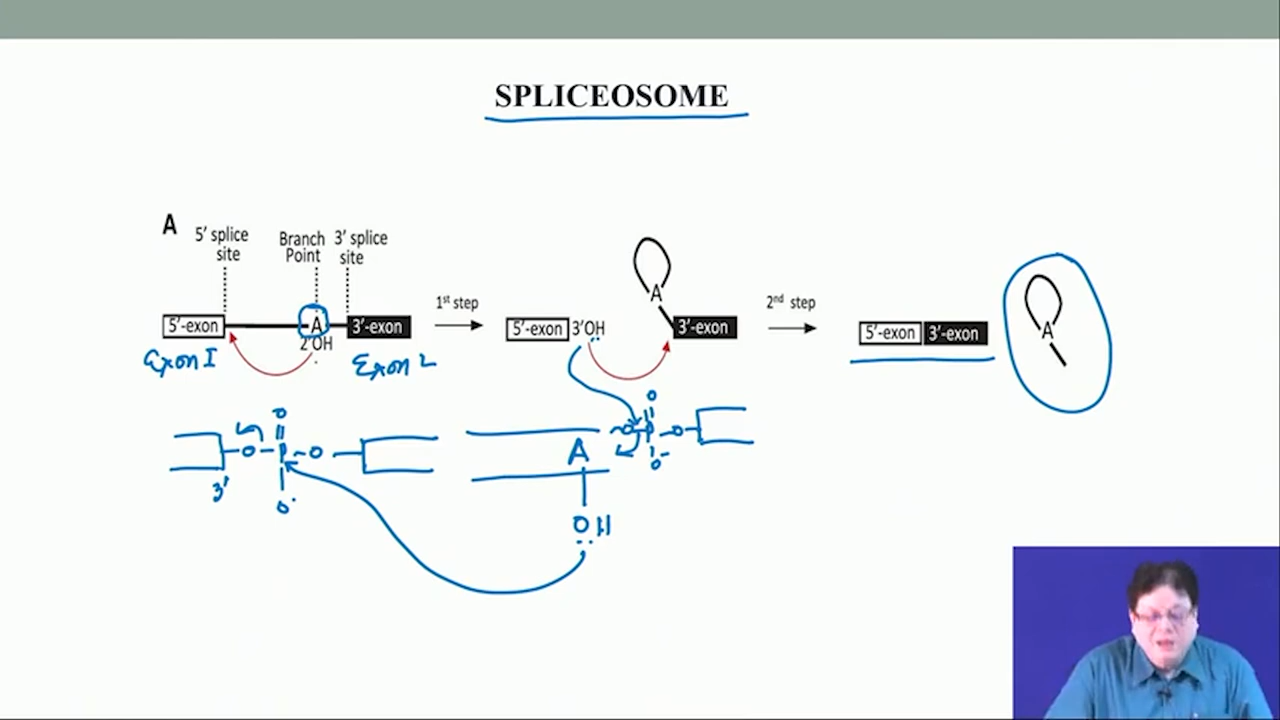 SPLICEOSOME
A
5' splice site
Branch Point
3' splice site
5'-exon
A
3'-exon
2'OH
Exon I
Exon 2
1st step
5'-exon
3'OH
A
3'-exon
2nd step
5'-exon
3'-exon
A
O
O
P
O
O-
3'
A
OH
O
O
P
O
O-